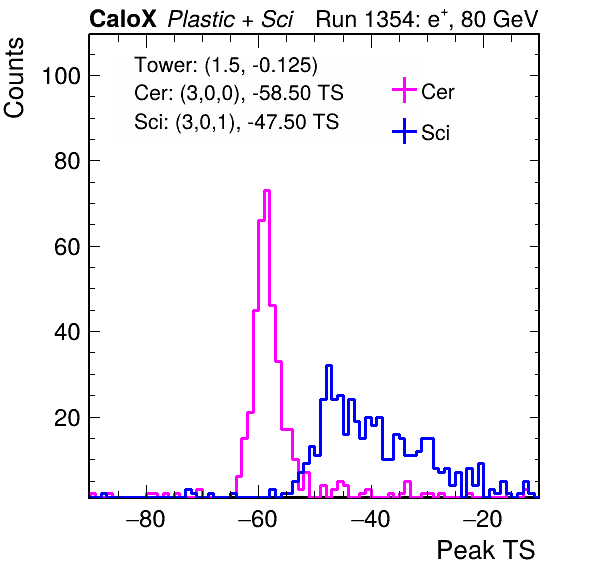 CaloX Plastic + Sci Run 1354: e⁺, 80 GeV
Counts
Tower: (1.5, -0.125)
Cer: (3,0,0), -58.50 TS
Sci: (3,0,1), -47.50 TS
Cer
Sci
100
80
60
40
20
−80 −60 −40 −20
Peak TS